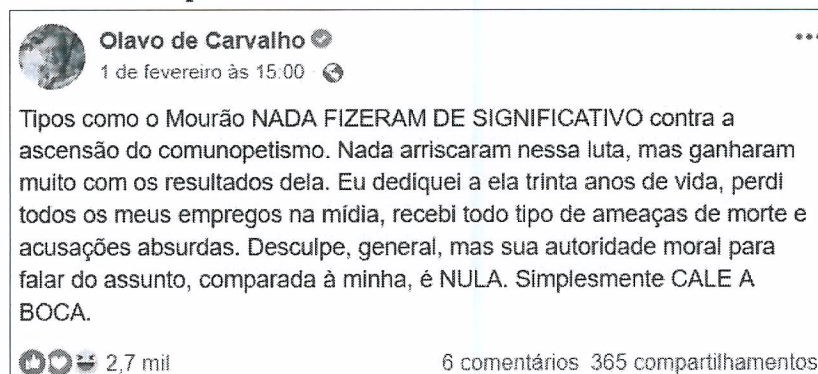 Olavo de Carvalho
1 de fevereiro às 15:00
Tipos como o Mourão NADA FIZERAM DE SIGNIFICATIVO contra a
ascensão do comunopetismo. Nada arriscaram nessa luta, mas ganharam
muito com os resultados dela. Eu dediquei a ela trinta anos de vida, perdi
todos os meus empregos na mídia, recebi todo tipo de ameaças de morte e
acusações absurdas. Desculpe, general, mas sua autoridade moral para
falar do assunto, comparada à minha, é NULA. Simplesmente CALE A
BOCA.
2,7 mil 6 comentários 365 compartilhamentos